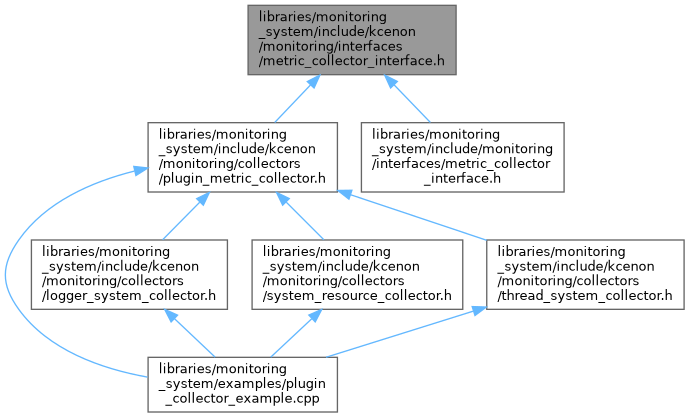 libraries/monitoring
_system/include/kcenon
/monitoring/interfaces
/metric_collector_interface.h
libraries/monitoring
_system/include/kcenon
/monitoring/collectors
/plugin_metric_collector.h
libraries/monitoring
_system/include/monitoring
/interfaces/metric_collector
_interface.h
libraries/monitoring
_system/include/kcenon
/monitoring/collectors
/logger_system_collector.h
libraries/monitoring
_system/include/kcenon
/monitoring/collectors
/system_resource_collector.h
libraries/monitoring
_system/include/kcenon
/monitoring/collectors
/thread_system_collector.h
libraries/monitoring
_system/examples/plugin
_collector_example.cpp